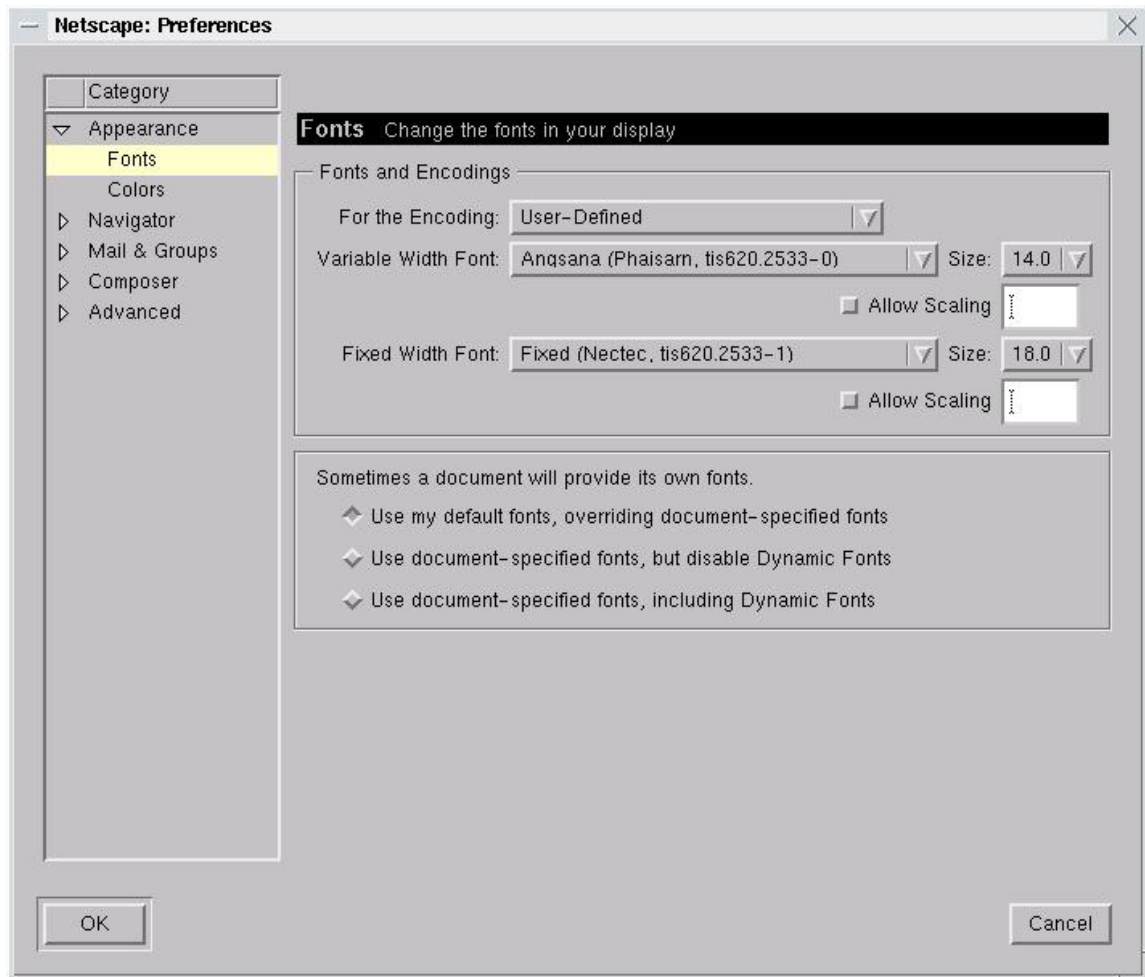 Netscape: Preferences
Category
Appearance
Fonts
Colors
Navigator
Mail & Groups
Composer
Advanced
Fonts Change the fonts in your display
Fonts and Encodings
For the Encoding: User-Defined
Variable Width Font: Angsana (Phaisarn, tis620.2533-0) Size: 14.0
Allow Scaling
Fixed Width Font: Fixed (Nectec, tis620.2533-1) Size: 18.0
Allow Scaling
Sometimes a document will provide its own fonts.
Use my default fonts, overriding document-specified fonts
Use document-specified fonts, but disable Dynamic Fonts
Use document-specified fonts, including Dynamic Fonts
OK Cancel